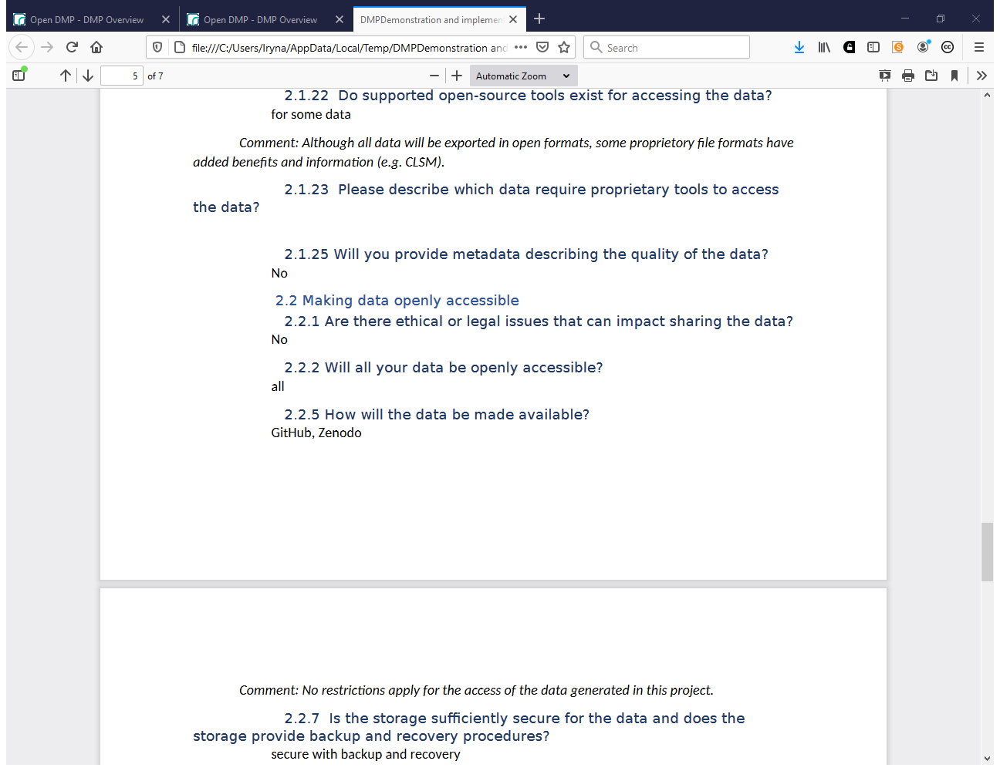 Open DMP - DMP Overview
Open DMP - DMP Overview
DMPDemonstration and implemen
file:///C:/Users/Iryna/AppData/Local/Temp/DMPDemonstration and
Search
5 of 7
Automatic Zoom
2.1.22 Do supported open-source tools exist for accessing the data?
for some data
Comment: Although all data will be exported in open formats, some proprietory file formats have
added benefits and information (e.g. CLSM).
2.1.23 Please describe which data require proprietary tools to access
the data?
2.1.25 Will you provide metadata describing the quality of the data?
No
2.2 Making data openly accessible
2.2.1 Are there ethical or legal issues that can impact sharing the data?
No
2.2.2 Will all your data be openly accessible?
all
2.2.5 How will the data be made available?
GitHub, Zenodo
Comment: No restrictions apply for the access of the data generated in this project.
2.2.7 Is the storage sufficiently secure for the data and does the
storage provide backup and recovery procedures?
secure with backup and recovery